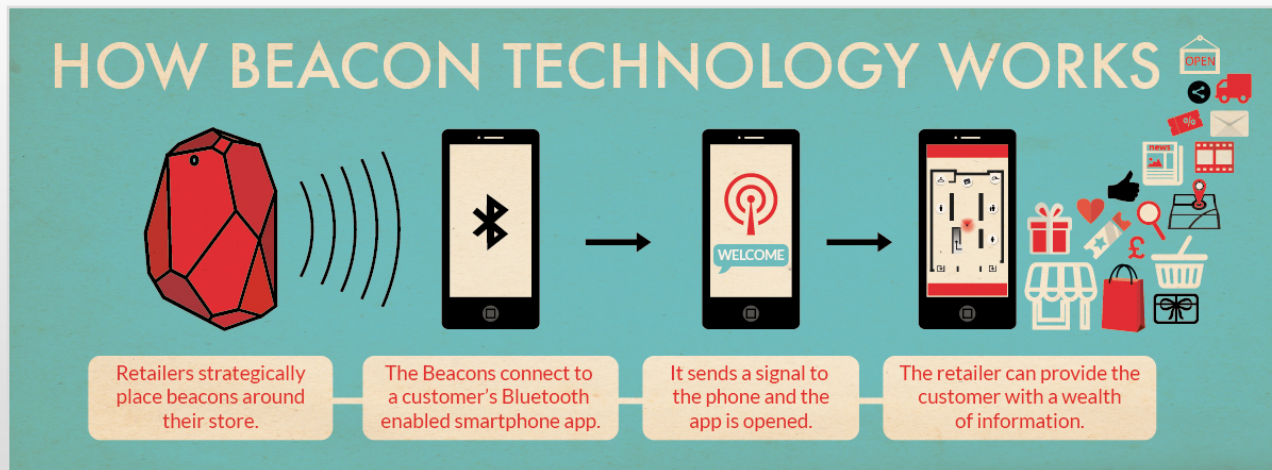 HOW BEACON TECHNOLOGY WORKS
OPEN
%
news
WELCOME
£
Retailers strategically
place beacons around
their store.
The Beacons connect to
a customer's Bluetooth
enabled smartphone app.
It sends a signal to
the phone and the
app is opened.
The retailer can provide the
customer with a wealth
of information.